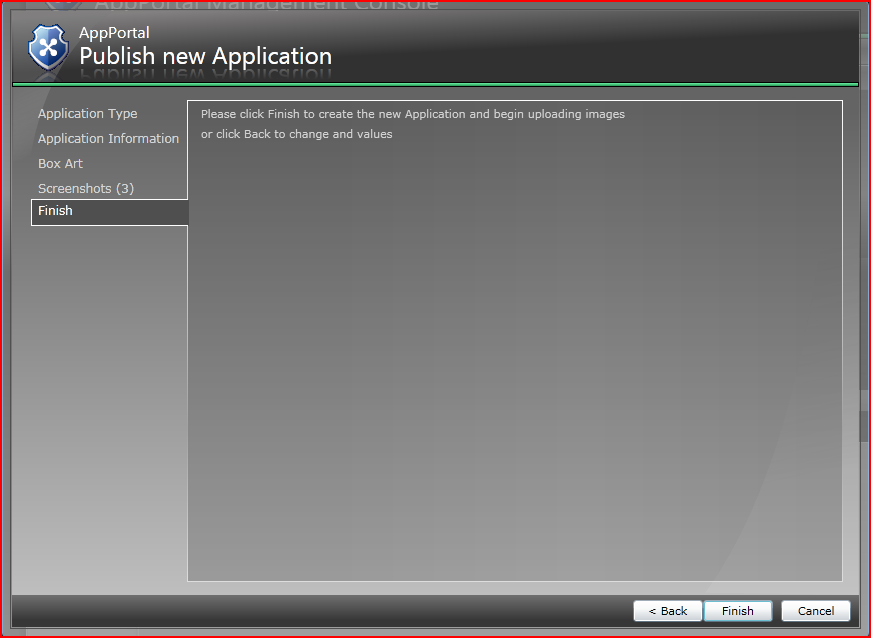 AppPortal Management Console
AppPortal
Publish new Application
Application Type
Application Information
Box Art
Screenshots (3)
Finish
Please click Finish to create the new Application and begin uploading images
or click Back to change and values
< Back
Finish
Cancel